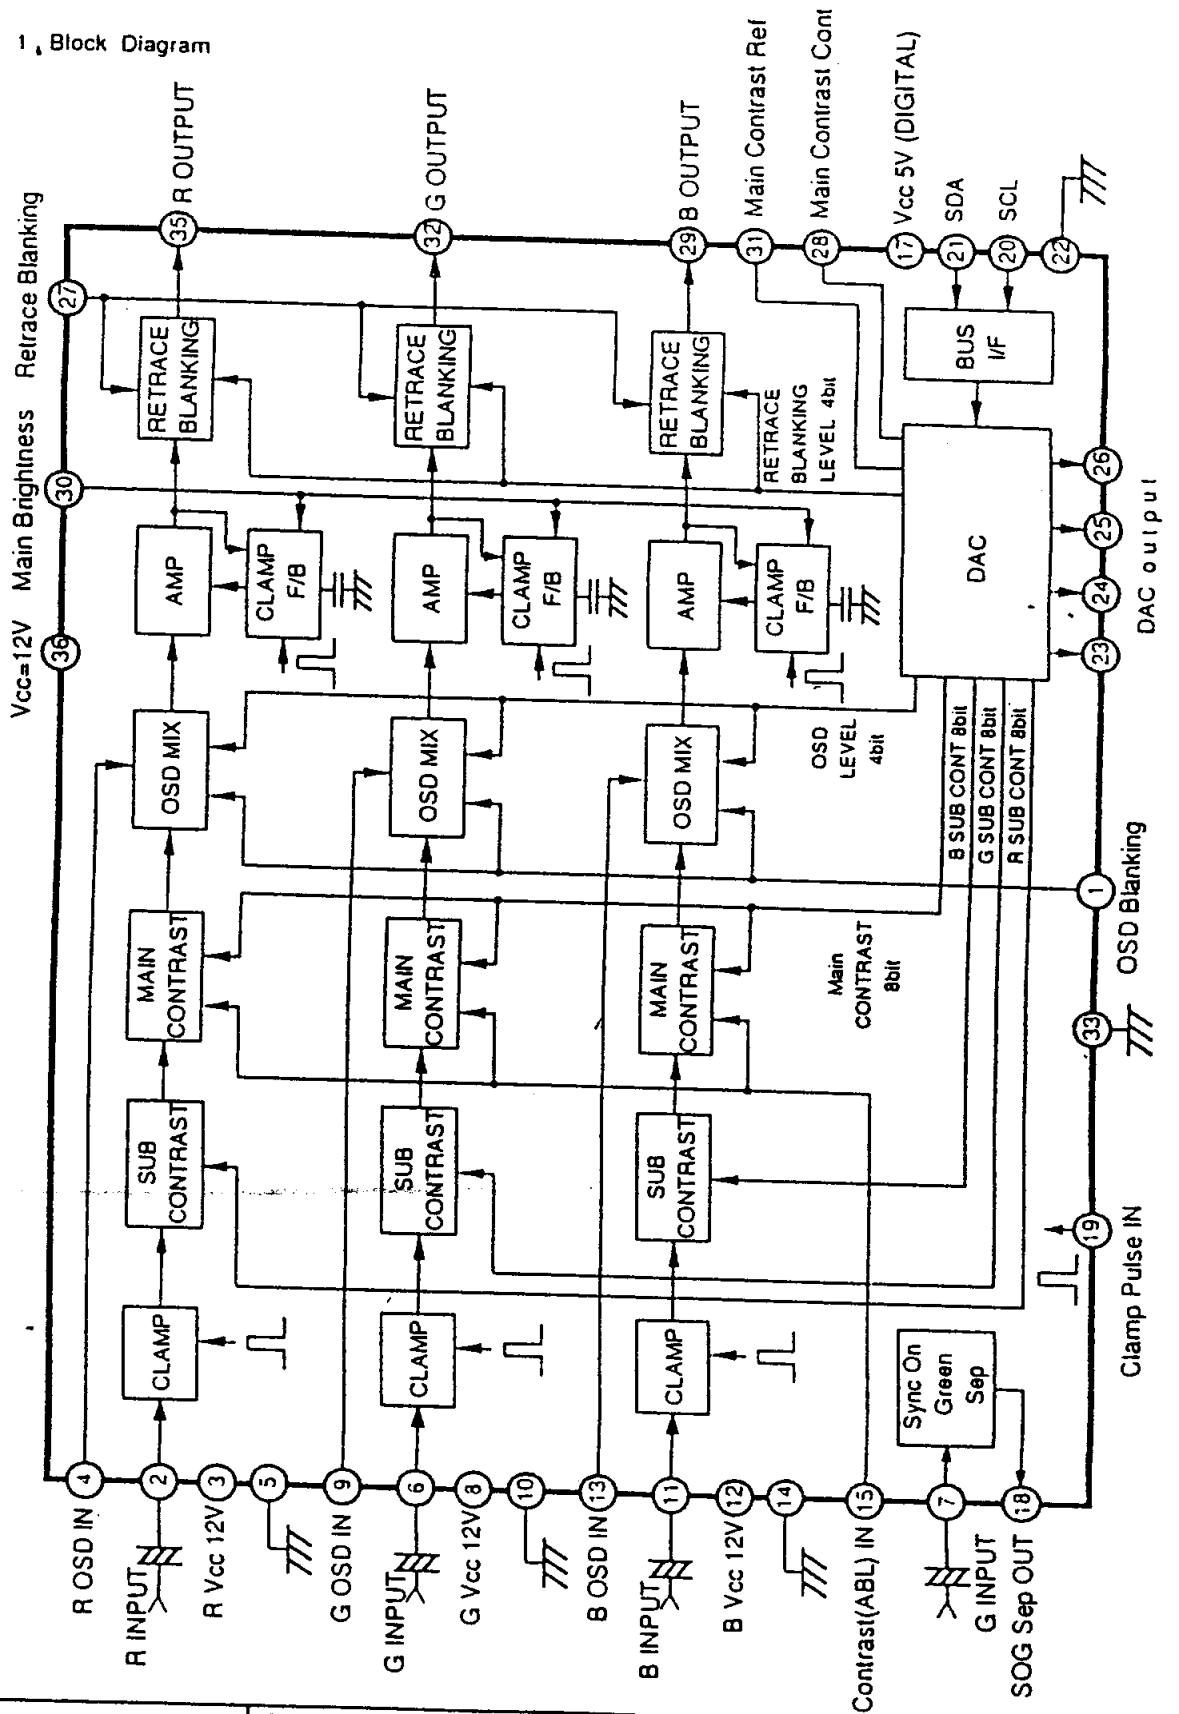 1. Block Diagram
Vcc=12V
Main Brightness
Retrace Blanking
36
30
27
R OSD IN
4
R INPUT
2
R Vcc 12V
3
5
CLAMP
SUB
CONTRAST
MAIN
CONTRAST
OSD MIX
AMP
CLAMP
F/B
RETRACE
BLANKING
35
R OUTPUT
G OSD IN
9
G INPUT
6
G Vcc 12V
8
10
CLAMP
SUB
CONTRAST
MAIN
CONTRAST
OSD MIX
AMP
CLAMP
F/B
RETRACE
BLANKING
32
G OUTPUT
B OSD IN
13
B INPUT
11
B Vcc 12V
12
14
CLAMP
SUB
CONTRAST
MAIN
CONTRAST
OSD MIX
AMP
CLAMP
F/B
RETRACE
BLANKING
29
B OUTPUT
RETRACE
BLANKING
LEVEL 4bit
OSD
LEVEL
4bit
Main
CONTRAST
8bit
31
Main Contrast Ref
28
Main Contrast Cont
17
Vcc 5V (DIGITAL)
21
SDA
20
SCL
22
BUS
I/F
DAC
B SUB CONT 8bit
G SUB CONT 8bit
R SUB CONT 8bit
Contrast(ABL) IN
15
7
G INPUT
Sync On
Green
Sep
18
SOG Sep OUT
19
Clamp Pulse IN
33
1
OSD Blanking
23
24
25
26
DAC output